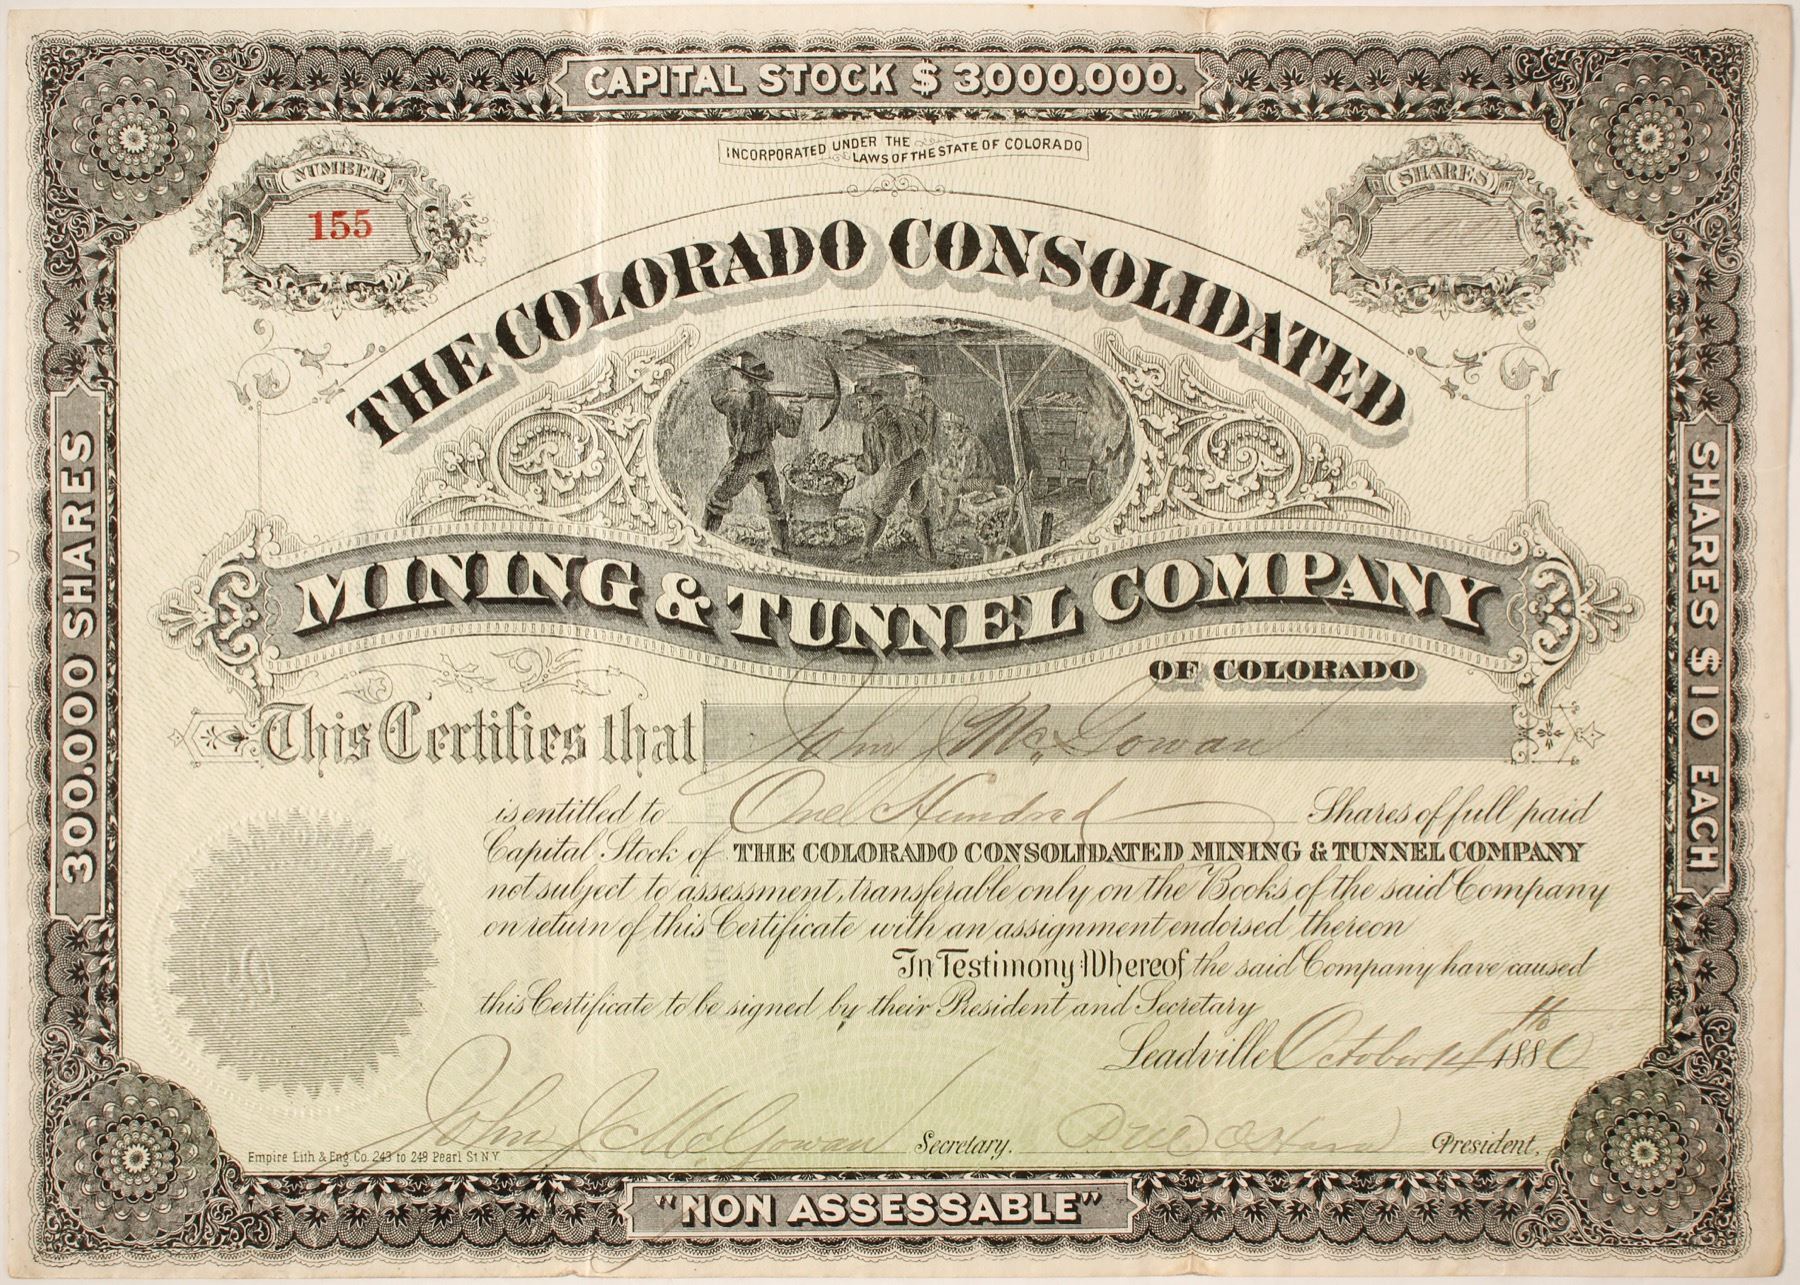 CAPITAL STOCK $ 3,000.000.
INCORPORATED UNDER THE
LAWS OF THE STATE OF COLORADO
NUMBER
155
SHARES
100
THE COLORADO CONSOLIDATED
MINING & TUNNEL COMPANY
OF COLORADO
300.000 SHARES
SHARES $10 EACH
This Certifies that John J McGowan
is entitled to One Hundred Shares of full paid
Capital Stock of THE COLORADO CONSOLIDATED MINING & TUNNEL COMPANY
not subject to assessment, transferable only on the Books of the said Company
on return of this Certificate with an assignment endorsed thereon
In Testimony Whereof the said Company have caused
this Certificate to be signed by their President and Secretary
Leadville October 14th 1880
John J McGowan Secretary. President.
Empire Lith & Eng. Co. 243 to 249 Pearl St N.Y.
"NON ASSESSABLE"